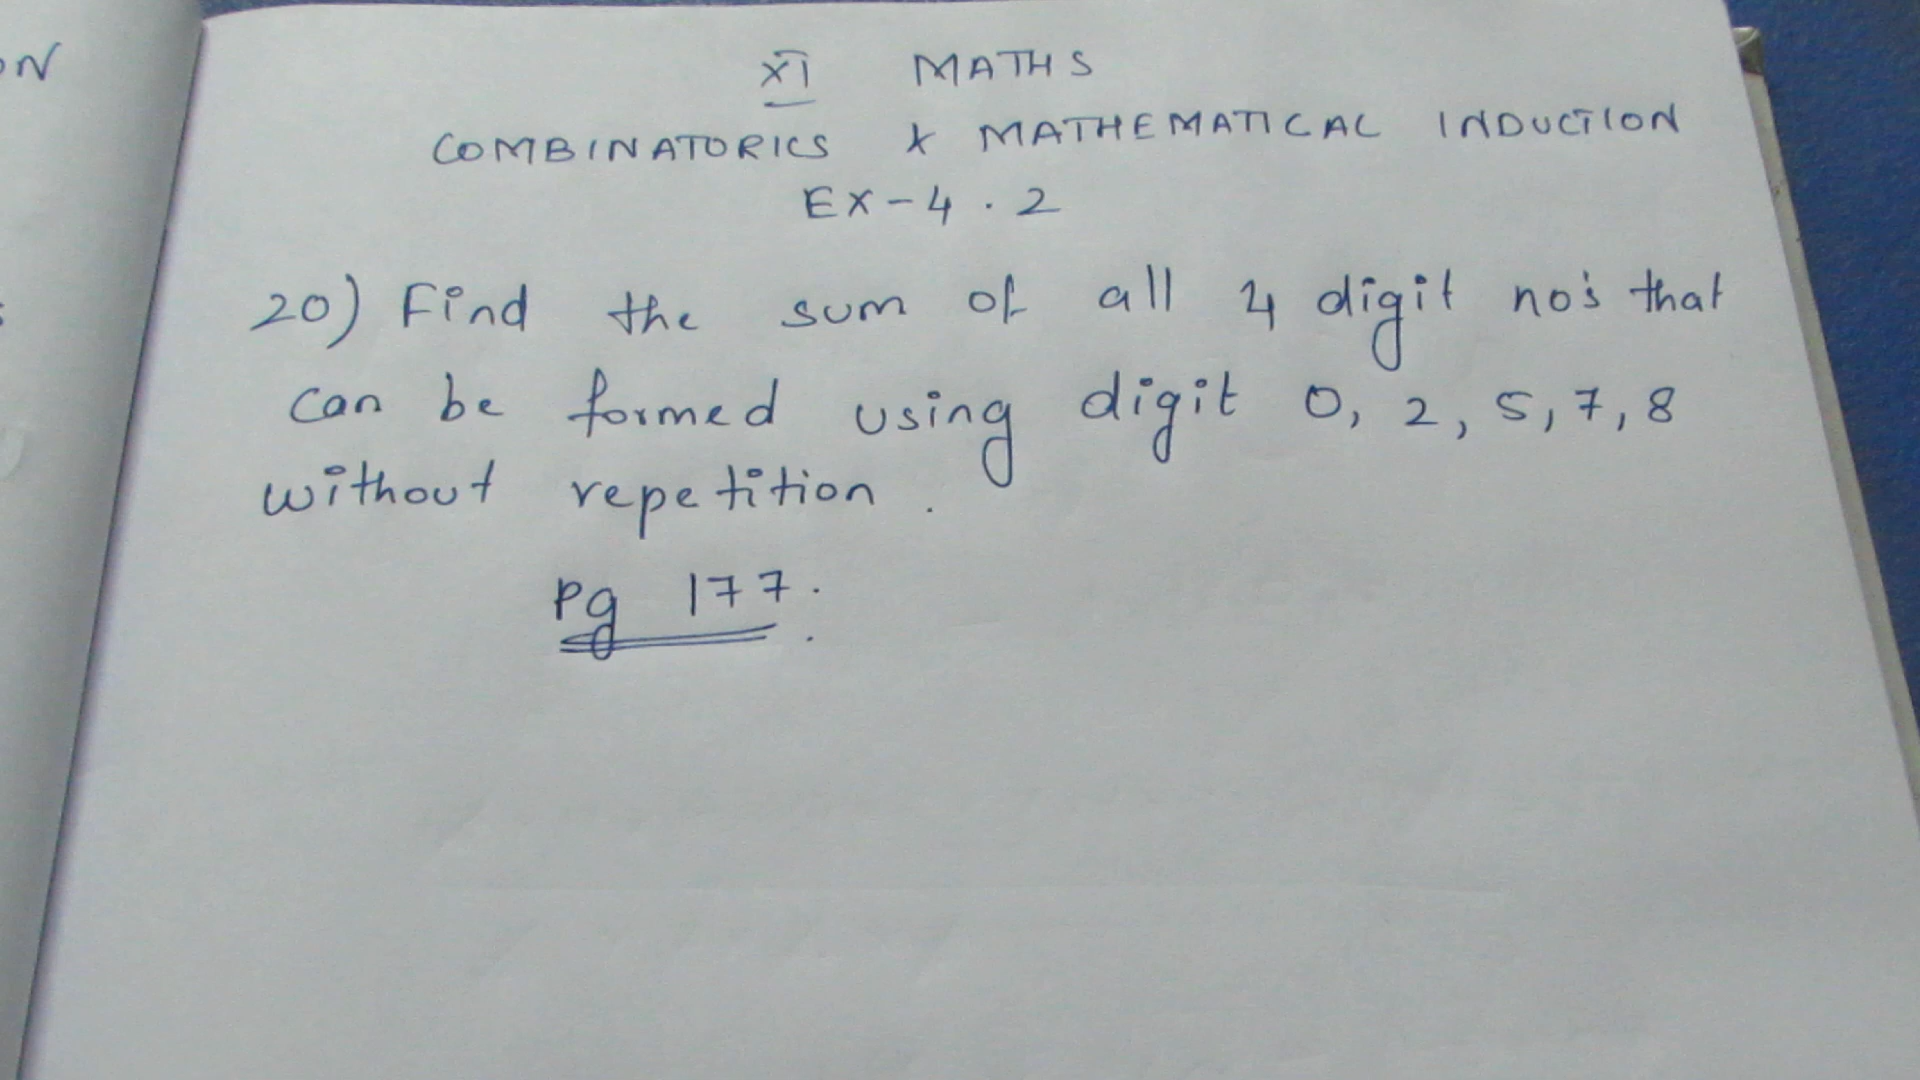 ON
XI MATHS
COMBINATORICS & MATHEMATICAL INDUCTION
EX-4.2
20) Find the sum of all 4 digit no's that
can be formed using digit 0, 2, 5, 7, 8
without repetition.
Pg 177.